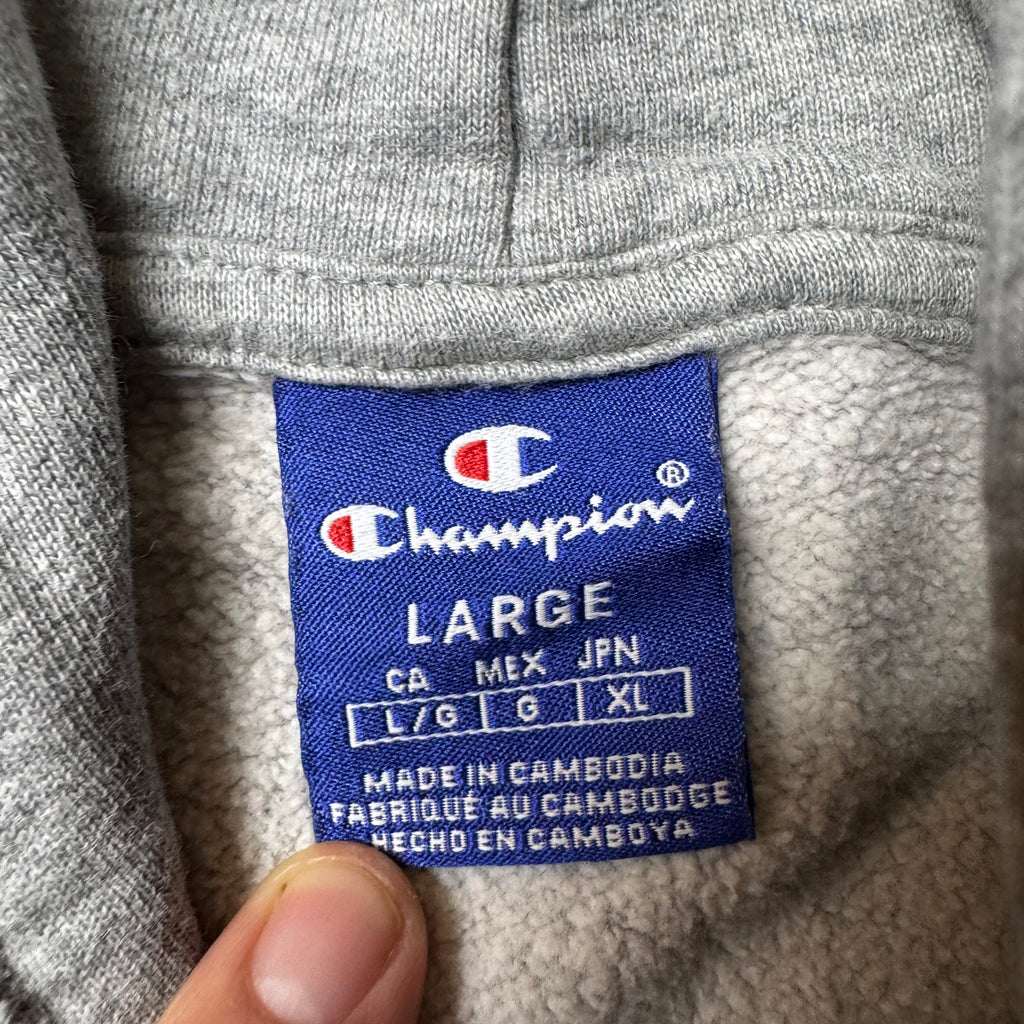 Champion®
LARGE
CA MEX JPN
L/G G XL
MADE IN CAMBODIA
FABRIQUÉ AU CAMBODGE
HECHO EN CAMBOYA